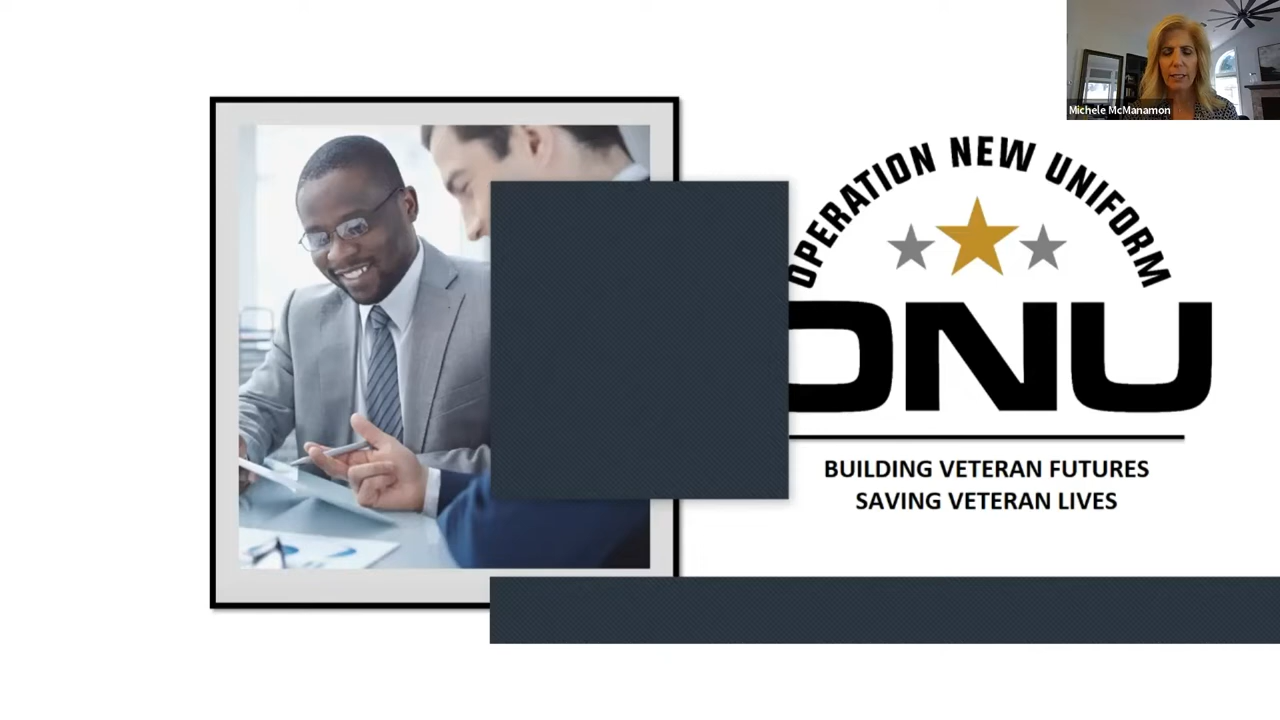 Michele McManamon
OPERATION NEW UNIFORM
ONU
BUILDING VETERAN FUTURES
SAVING VETERAN LIVES